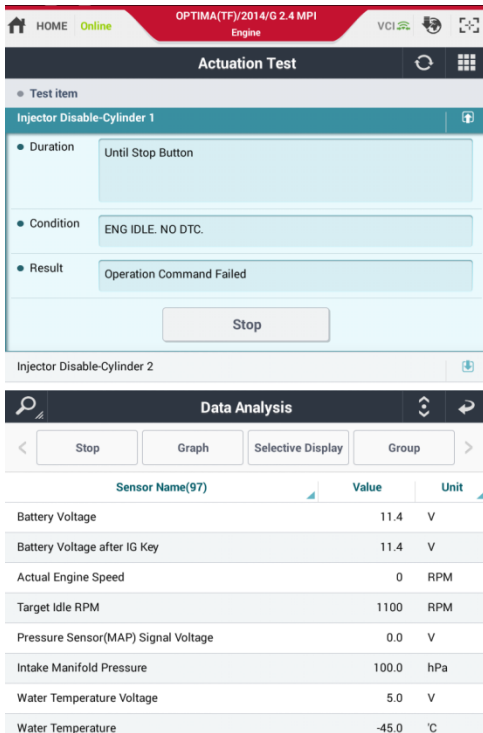 OPTIMA(TF)/2014/G 2.4 MPI
HOME Online Engine VCI
Actuation Test
Test item
Injector Disable-Cylinder 1
Duration Until Stop Button
Condition ENG IDLE. NO DTC.
Result Operation Command Failed
Stop
Injector Disable-Cylinder 2
Data Analysis
Stop Graph Selective Display Group
Sensor Name(97) Value Unit
Battery Voltage 11.4 V
Battery Voltage after IG Key 11.4 V
Actual Engine Speed 0 RPM
Target Idle RPM 1100 RPM
Pressure Sensor(MAP) Signal Voltage 0.0 V
Intake Manifold Pressure 100.0 hPa
Water Temperature Voltage 5.0 V
Water Temperature -45.0 'C